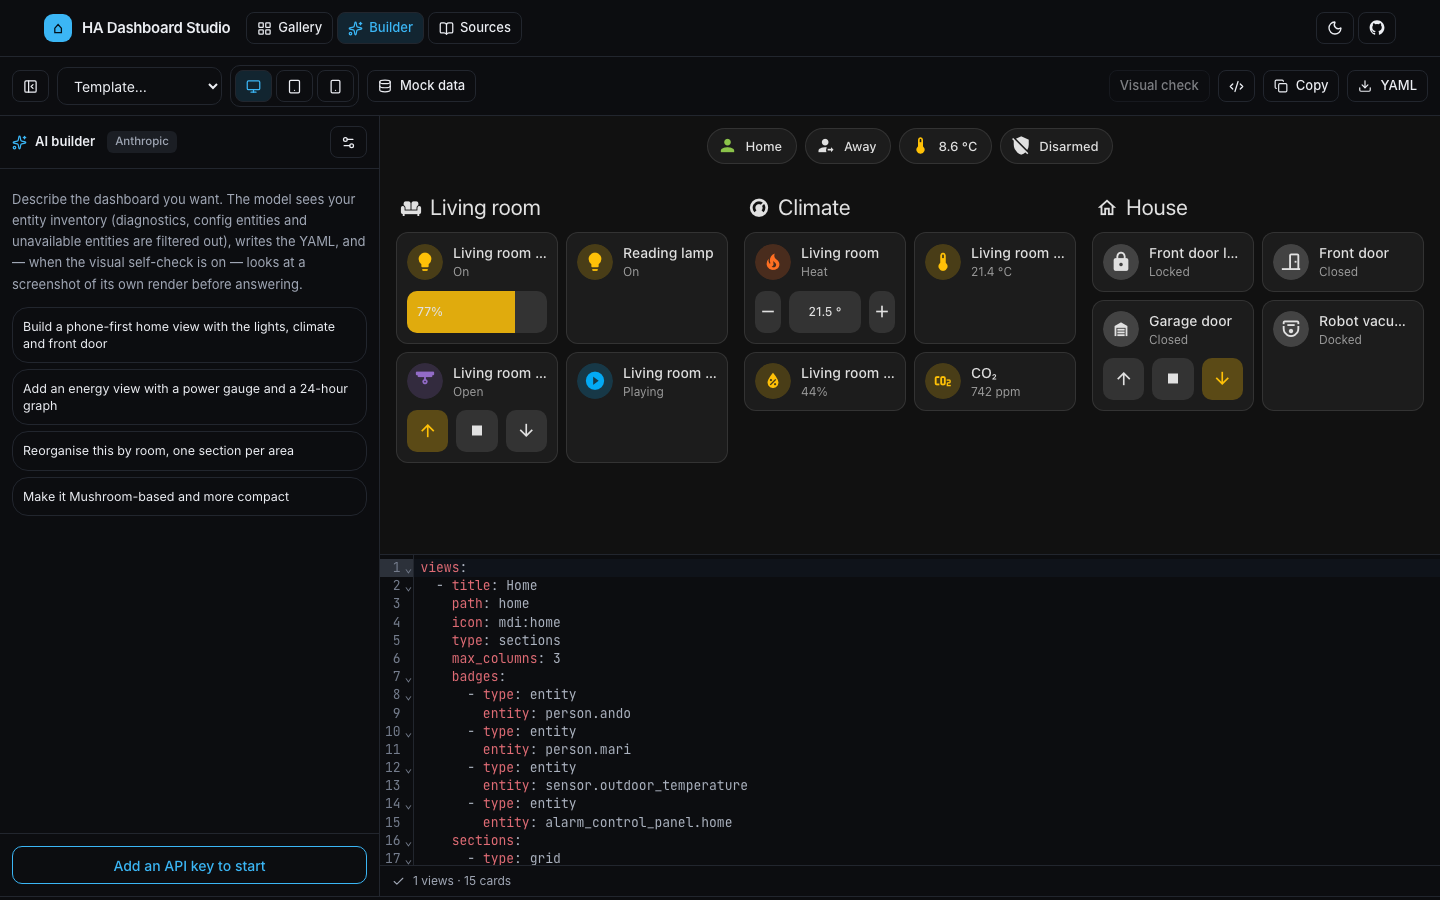 HA Dashboard Studio
Gallery
Builder
Sources
Template...
Mock data
Visual check
Copy
YAML
AI builder
Anthropic
Describe the dashboard you want. The model sees your
entity inventory (diagnostics, config entities and
unavailable entities are filtered out), writes the YAML, and
— when the visual self-check is on — looks at a
screenshot of its own render before answering.
Build a phone-first home view with the lights, climate
and front door
Add an energy view with a power gauge and a 24-hour
graph
Reorganise this by room, one section per area
Make it Mushroom-based and more compact
Add an API key to start
Home
Away
8.6 °C
Disarmed
Living room
Living room ...
On
77%
Reading lamp
On
Living room ...
Open
Living room ...
Playing
Climate
Living room
Heat
21.5 °
Living room ...
21.4 °C
Living room ...
44%
CO₂
CO₂
742 ppm
House
Front door l...
Locked
Front door
Closed
Garage door
Closed
Robot vacu...
Docked
1 views:
2 - title: Home
3 path: home
4 icon: mdi:home
5 type: sections
6 max_columns: 3
7 badges:
8 - type: entity
9 entity: person.ando
10 - type: entity
11 entity: person.mari
12 - type: entity
13 entity: sensor.outdoor_temperature
14 - type: entity
15 entity: alarm_control_panel.home
16 sections:
17 - type: grid
1 views · 15 cards